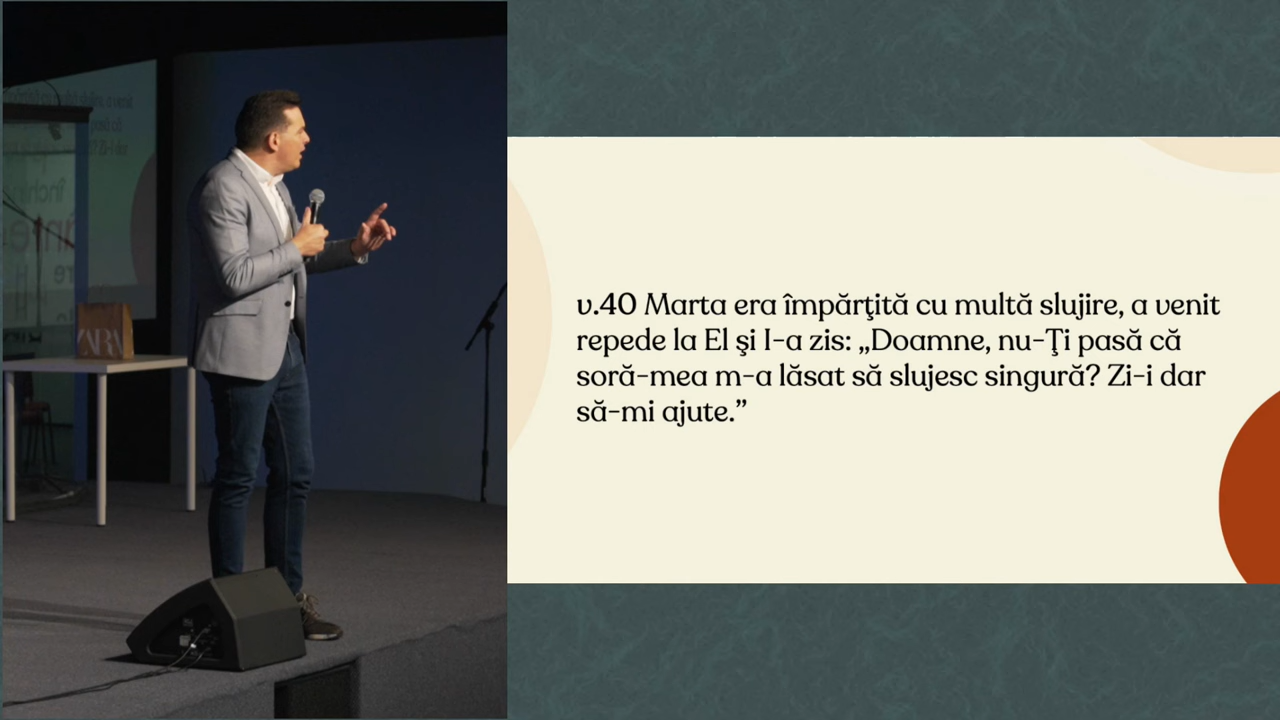 ZARA
v.40 Marta era împărţită cu multă slujire, a venit
repede la El şi I-a zis: „Doamne, nu-Ţi pasă că
soră-mea m-a lăsat să slujesc singură? Zi-i dar
să-mi ajute.”